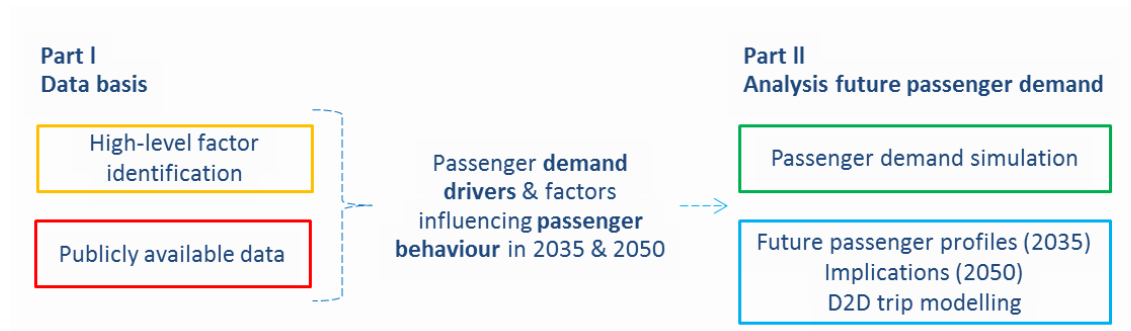 Part I
Data basis
High-level factor
identification
Publicly available data
Passenger demand
drivers & factors
influencing passenger
behaviour in 2035 & 2050
Part II
Analysis future passenger demand
Passenger demand simulation
Future passenger profiles (2035)
Implications (2050)
D2D trip modelling